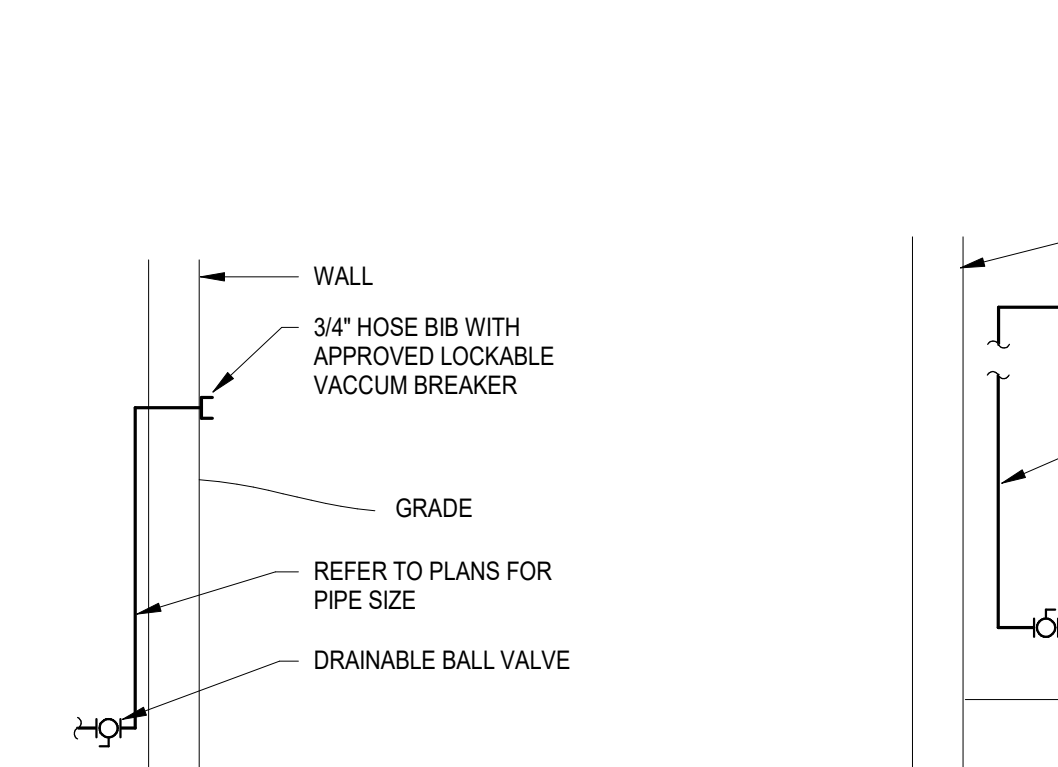 WALL
3/4" HOSE BIB WITH
APPROVED LOCKABLE
VACCUM BREAKER
GRADE
REFER TO PLANS FOR
PIPE SIZE
DRAINABLE BALL VALVE